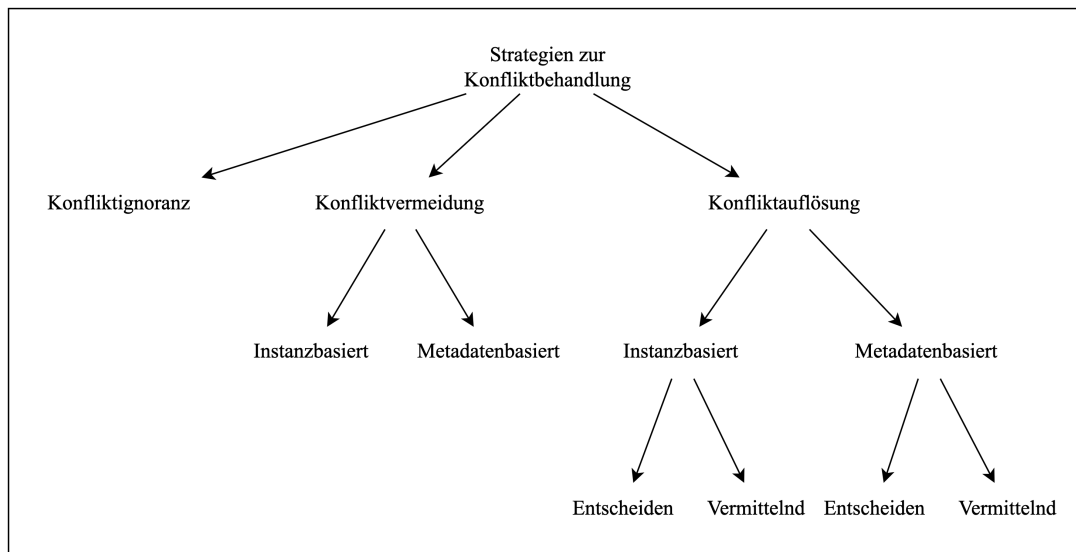 Strategien zur
Konfliktbehandlung
Konfliktignoranz
Konfliktvermeidung
Konfliktauflösung
Instanzbasiert
Metadatenbasiert
Instanzbasiert
Metadatenbasiert
Entscheiden
Vermittelnd
Entscheiden
Vermittelnd